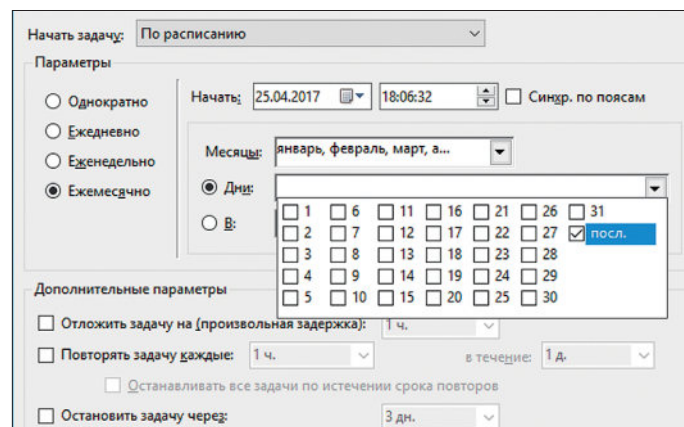 Начать задачу: По расписанию
Параметры
Однократно
Ежедневно
Еженедельно
Ежемесячно
Начать: 25.04.2017 18:06:32 Синхр. по поясам
Месяцы: январь, февраль, март, а...
Дни:
В:
1 6 11 16 21 26 31
2 7 12 17 22 27 посл.
3 8 13 18 23 28
4 9 14 19 24 29
5 10 15 20 25 30
Дополнительные параметры
Отложить задачу на (произвольная задержка): 1 ч.
Повторять задачу каждые: 1 ч. в течение: 1 д.
Останавливать все задачи по истечении срока повторов
Остановить задачу через: 3 дн.